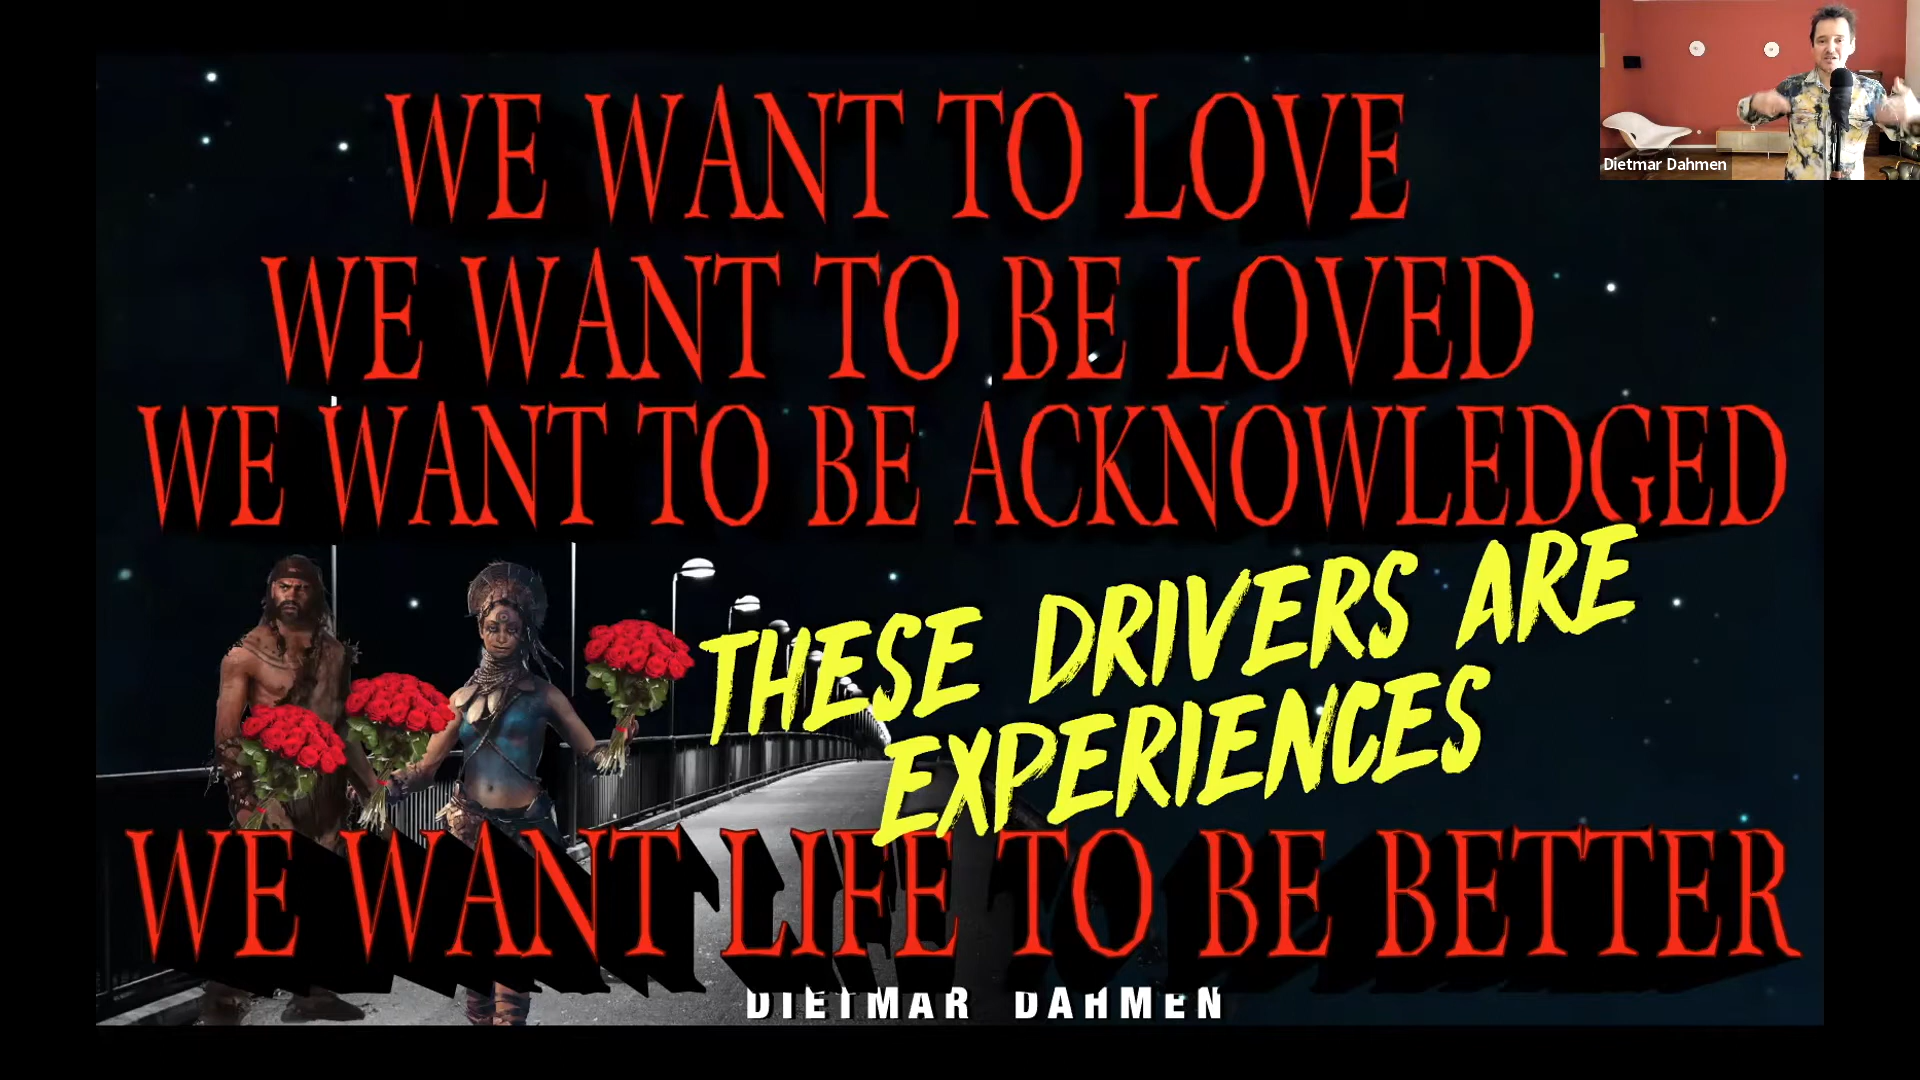 Dietmar Dahmen
WE WANT TO LOVE
WE WANT TO BE LOVED
WE WANT TO BE ACKNOWLEDGED
THESE DRIVERS ARE
EXPERIENCES
WE WANT LIFE TO BE BETTER
DIETMAR DAHMEN